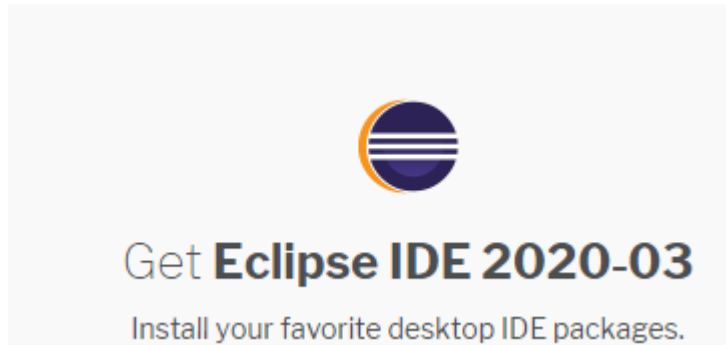 Get Eclipse IDE 2020-03
Install your favorite desktop IDE packages.